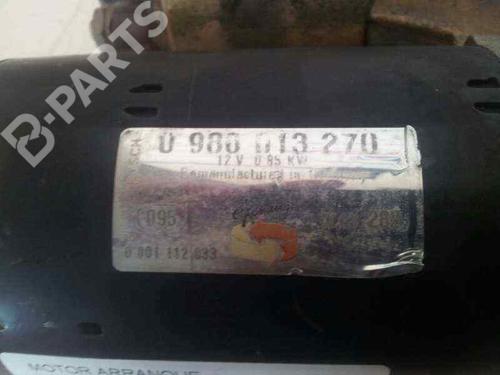 B-PARTS
0 986 013 270
12 V 0.95 KW
Remanufactured in
(095)
0 001 112 033
MOTOR ARRANQUE